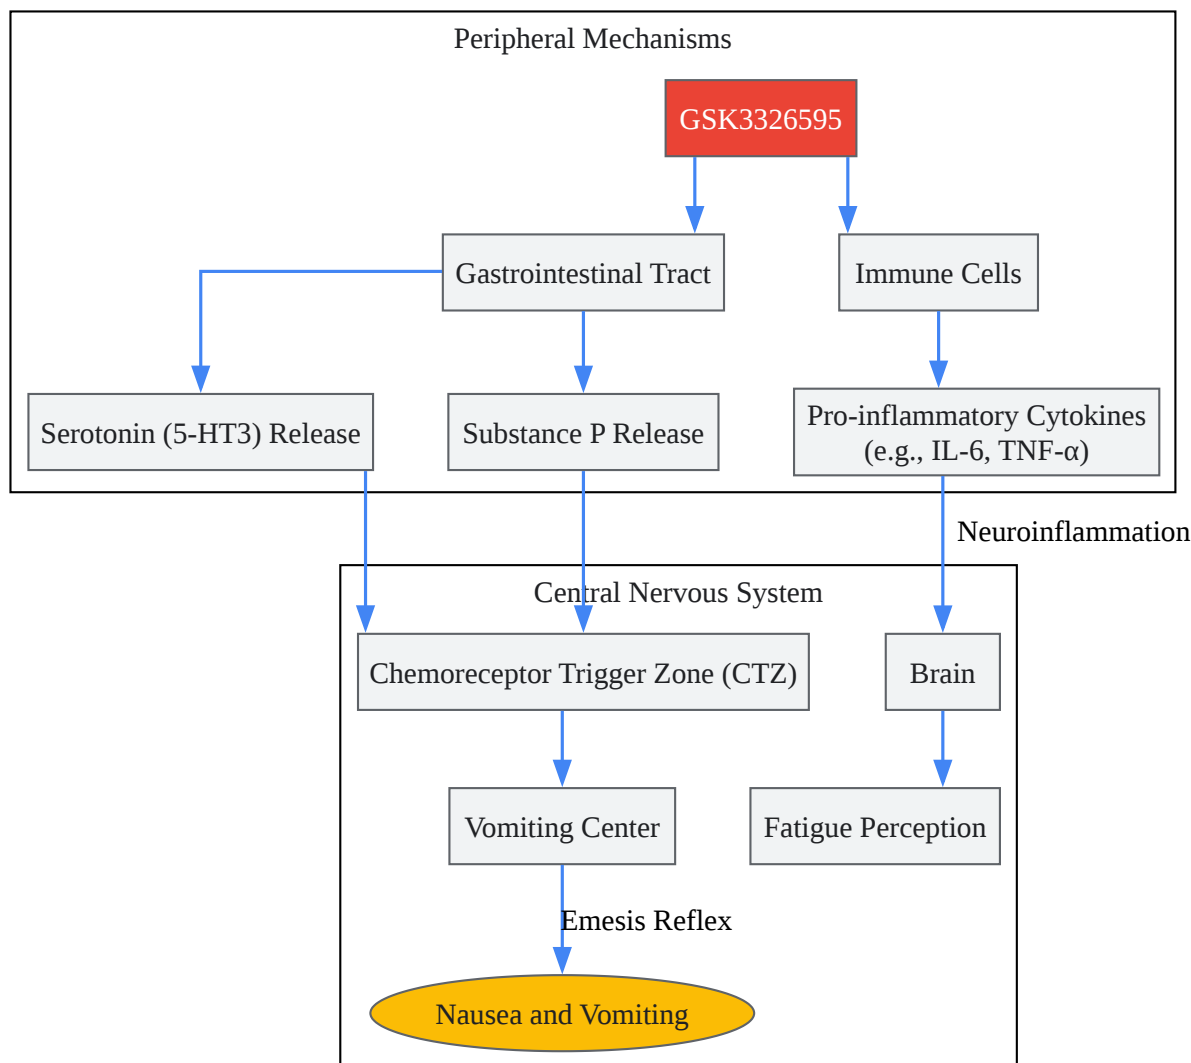 Peripheral Mechanisms
GSK3326595
Gastrointestinal Tract
Immune Cells
Serotonin (5-HT3) Release
Substance P Release
Pro-inflammatory Cytokines
(e.g., IL-6, TNF-α)
Neuroinflammation
Central Nervous System
Chemoreceptor Trigger Zone (CTZ)
Brain
Vomiting Center
Fatigue Perception
Emesis Reflex
Nausea and Vomiting